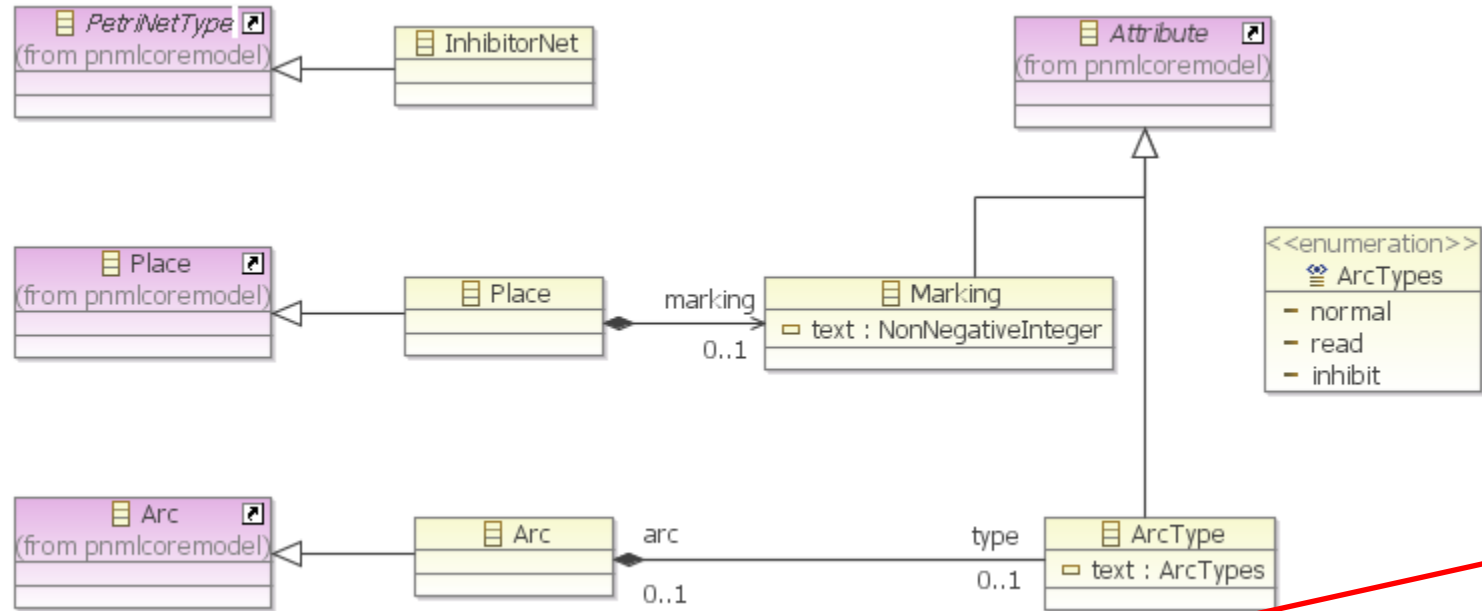 PetriNetType
(from pnmlcoremodel)
InhibitorNet
Attribute
(from pnmlcoremodel)
Place
(from pnmlcoremodel)
Place
marking
0..1
Marking
text : NonNegativeInteger
<<enumeration>>
ArcTypes
normal
read
inhibit
Arc
(from pnmlcoremodel)
Arc
arc
0..1
type
0..1
ArcType
text : ArcTypes